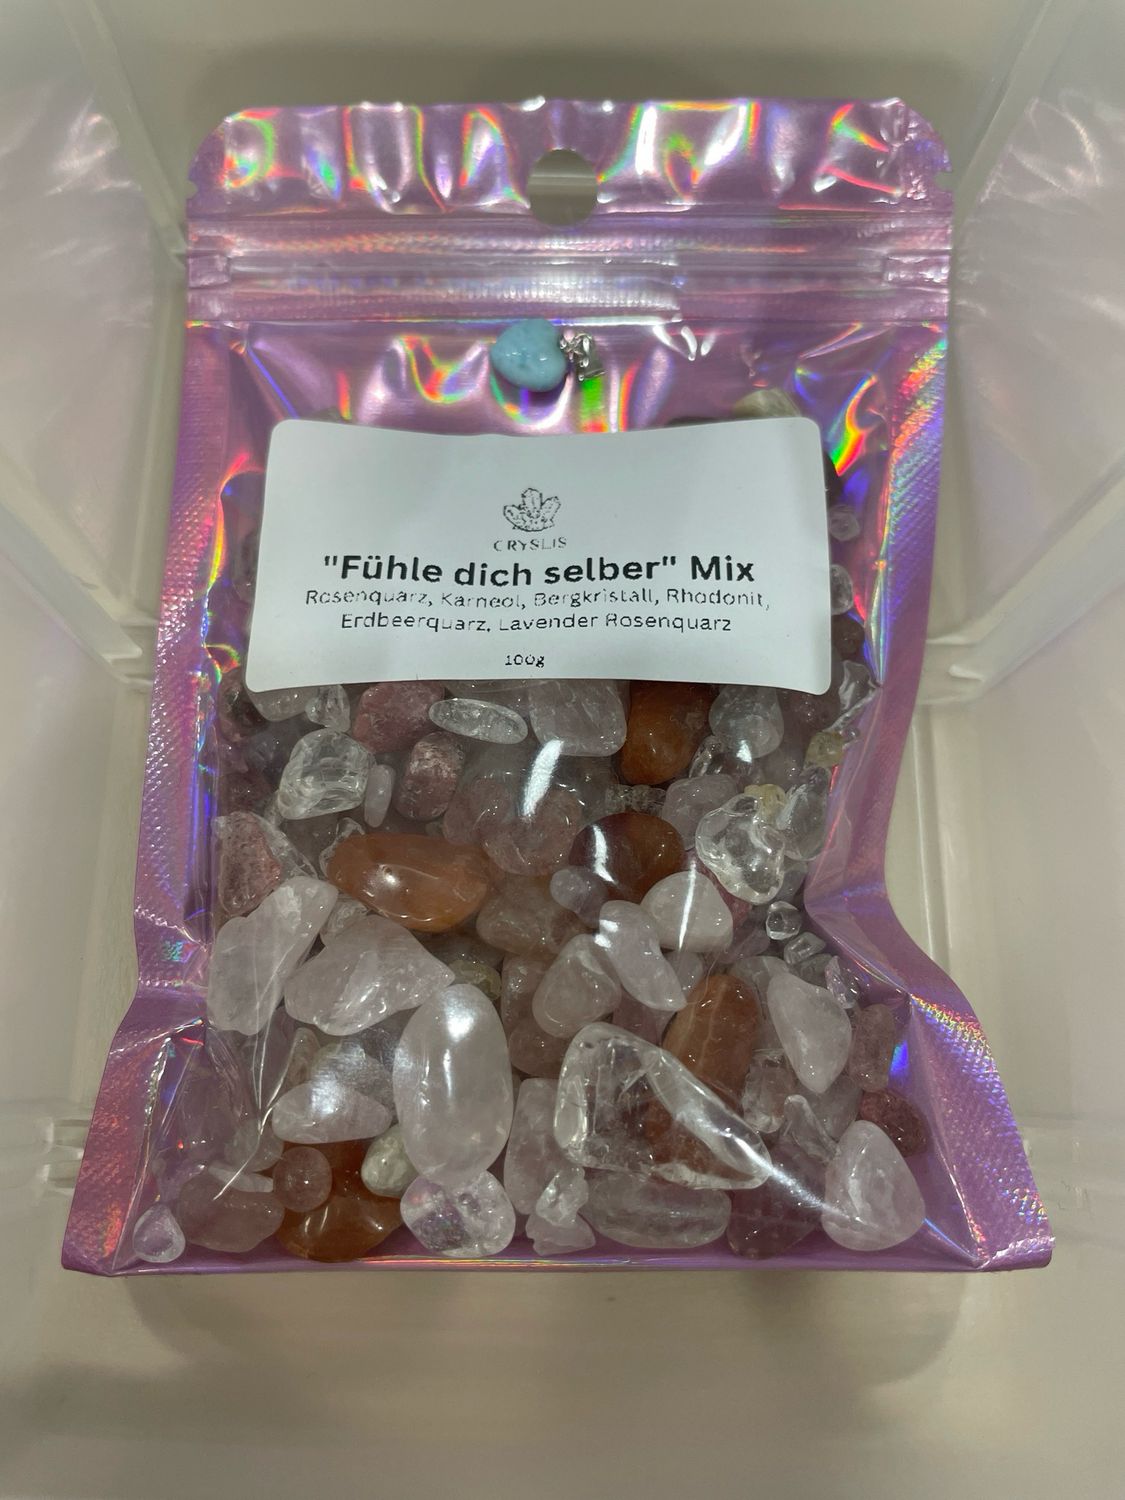 CRYSLIS
"Fühle dich selber" Mix
Rosenquarz, Karneol, Bergkristall, Rhodonit,
Erdbeerquarz, Lavender Rosenquarz
100g